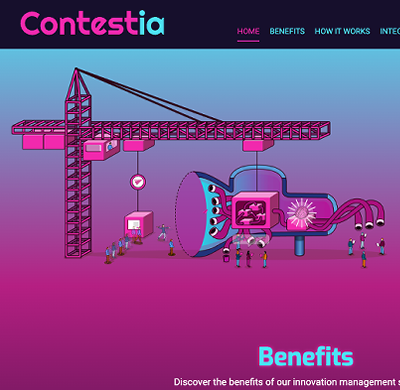 Contestia
HOME BENEFITS HOW IT WORKS INTEG
Benefits
Discover the benefits of our innovation management s